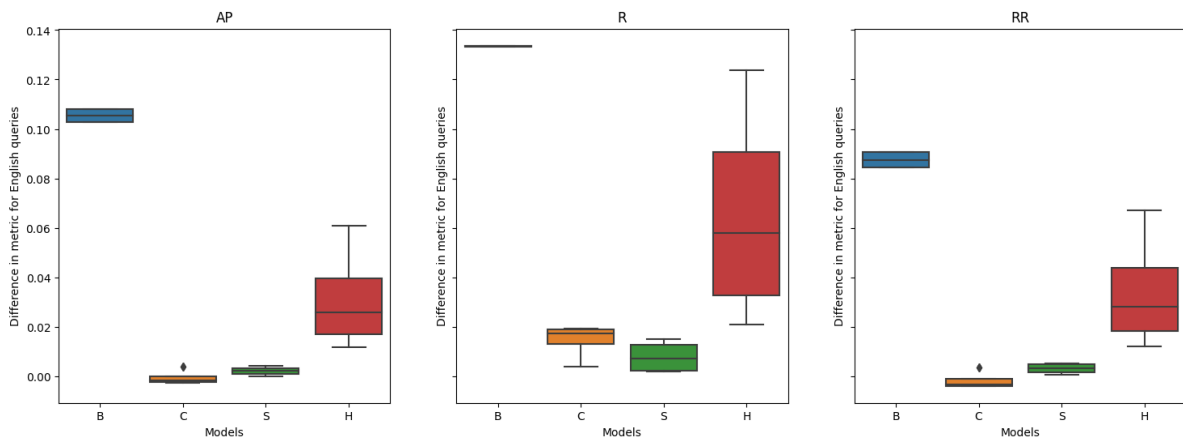 AP
Difference in metric for English queries
0.14
0.12
0.10
0.08
0.06
0.04
0.02
0.00
B C S H
Models
R
Difference in metric for English queries
B C S H
Models
RR
Difference in metric for English queries
B C S H
Models